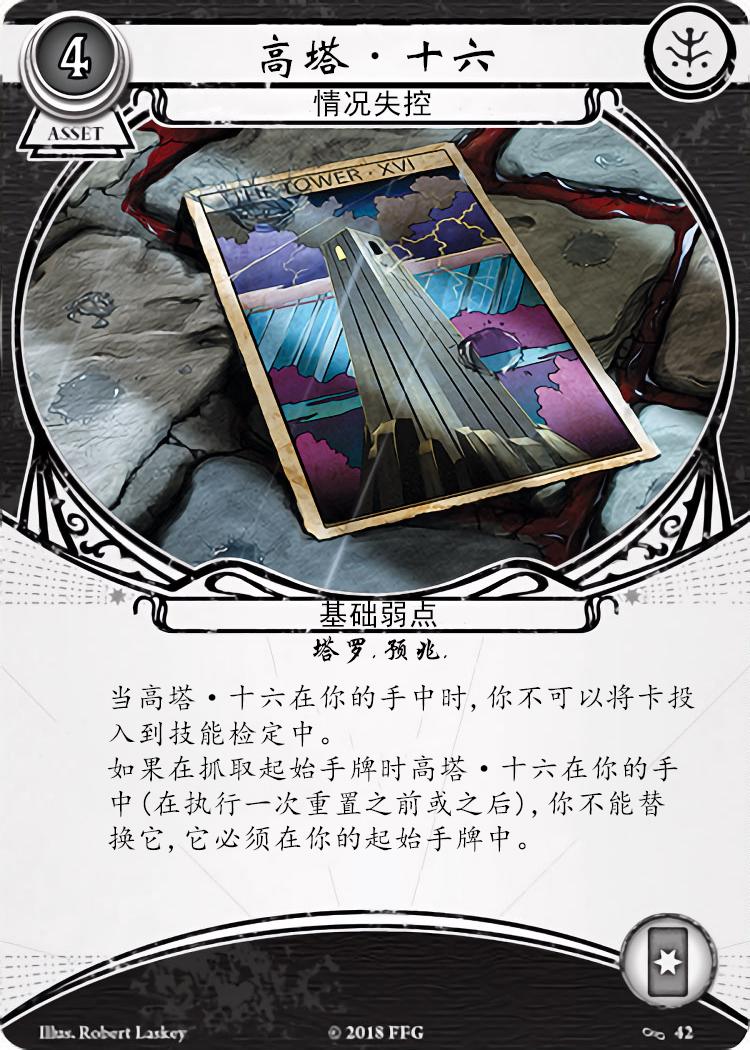 4
高塔·十六
ASSET
情况失控
THE TOWER · XVI
基础弱点
塔罗.预兆.
当高塔·十六在你的手中时,你不可以将卡投
入到技能检定中。
如果在抓取起始手牌时高塔·十六在你的手
中(在执行一次重置之前或之后),你不能替
换它,它必须在你的起始手牌中。
Illus. Robert Laskey
© 2018 FFG
42